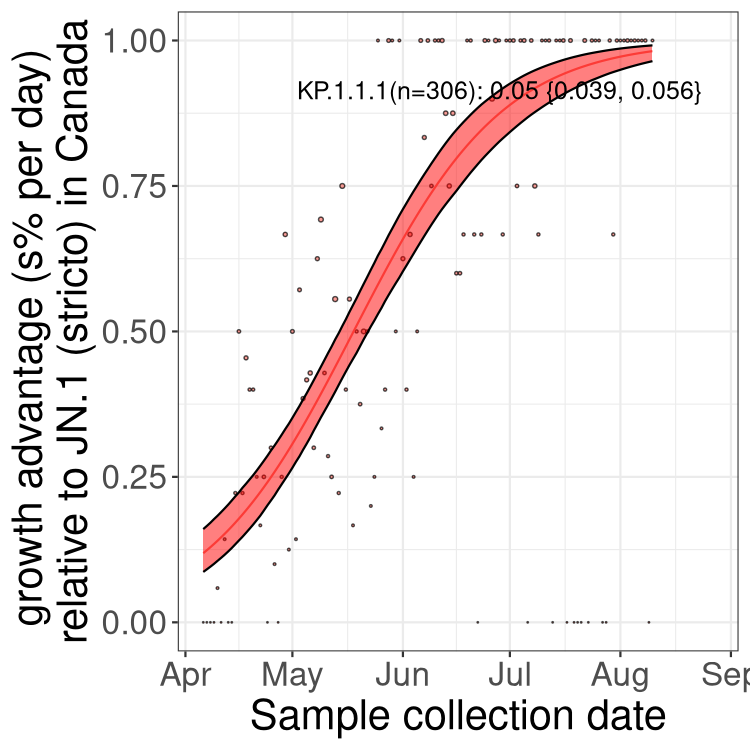 growth advantage (s% per day)
relative to JN.1 (stricto) in Canada
1.00
0.75
0.50
0.25
0.00
KP.1.1.1(n=306): 0.05 {0.039, 0.056}
Apr May Jun Jul Aug Sep
Sample collection date